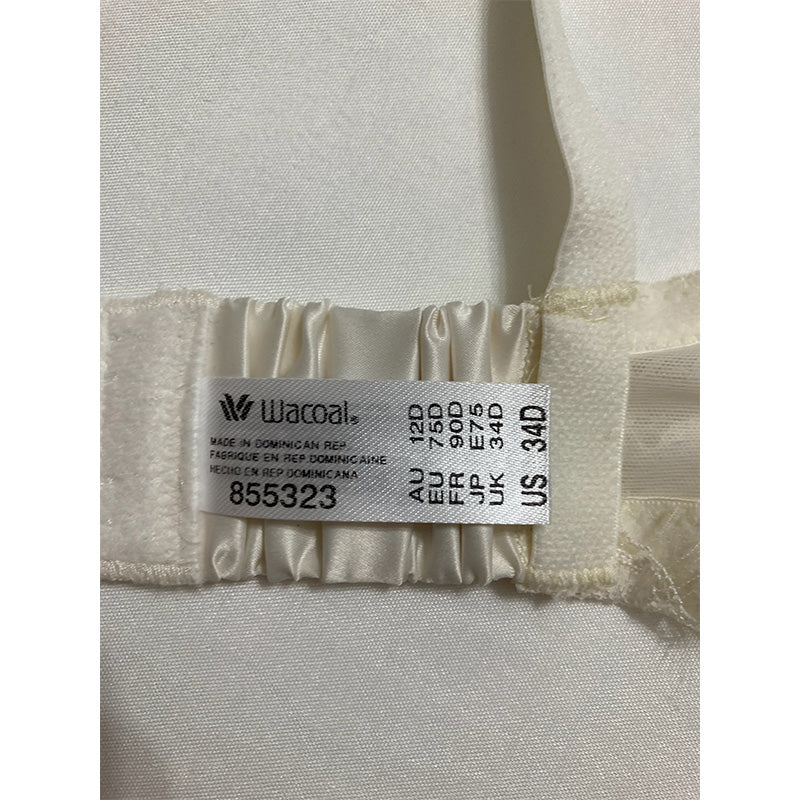 Wacoal®
MADE IN DOMINICAN REP.
FABRIQUE EN REP. DOMINICAINE
HECHO EN REP. DOMINICANA
855323
AU 12D
EU 75D
FR 90D
JP E75
UK 34D
US 34D